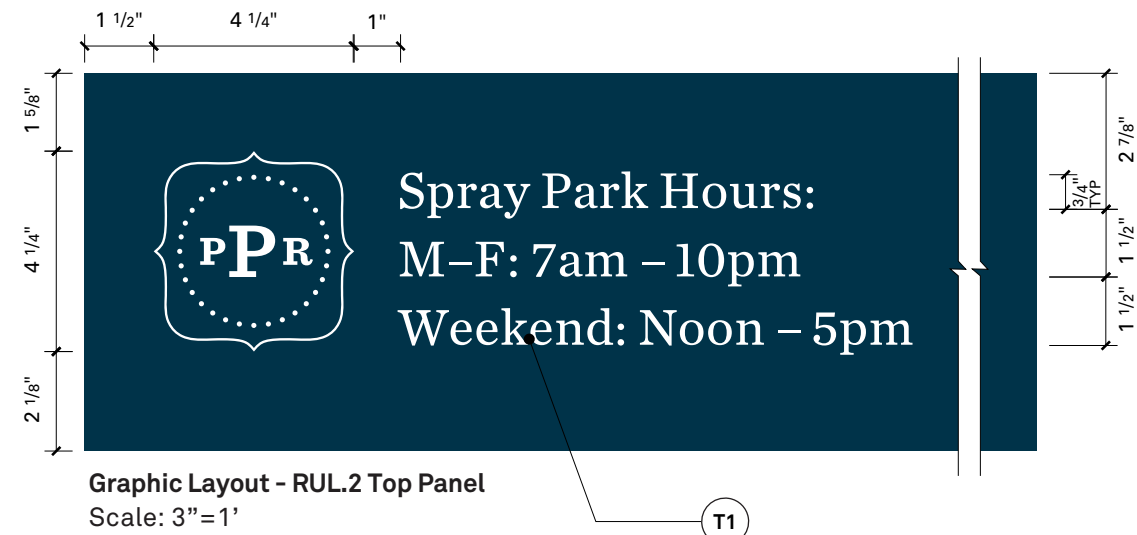 1 1/2" 4 1/4" 1"
1 5/8"
4 1/4"
2 1/8"
PPR
Spray Park Hours:
M–F: 7am – 10pm
Weekend: Noon – 5pm
2 7/8"
3/4"
TYP
1 1/2"
1 1/2"
Graphic Layout - RUL.2 Top Panel
Scale: 3”=1’
T1